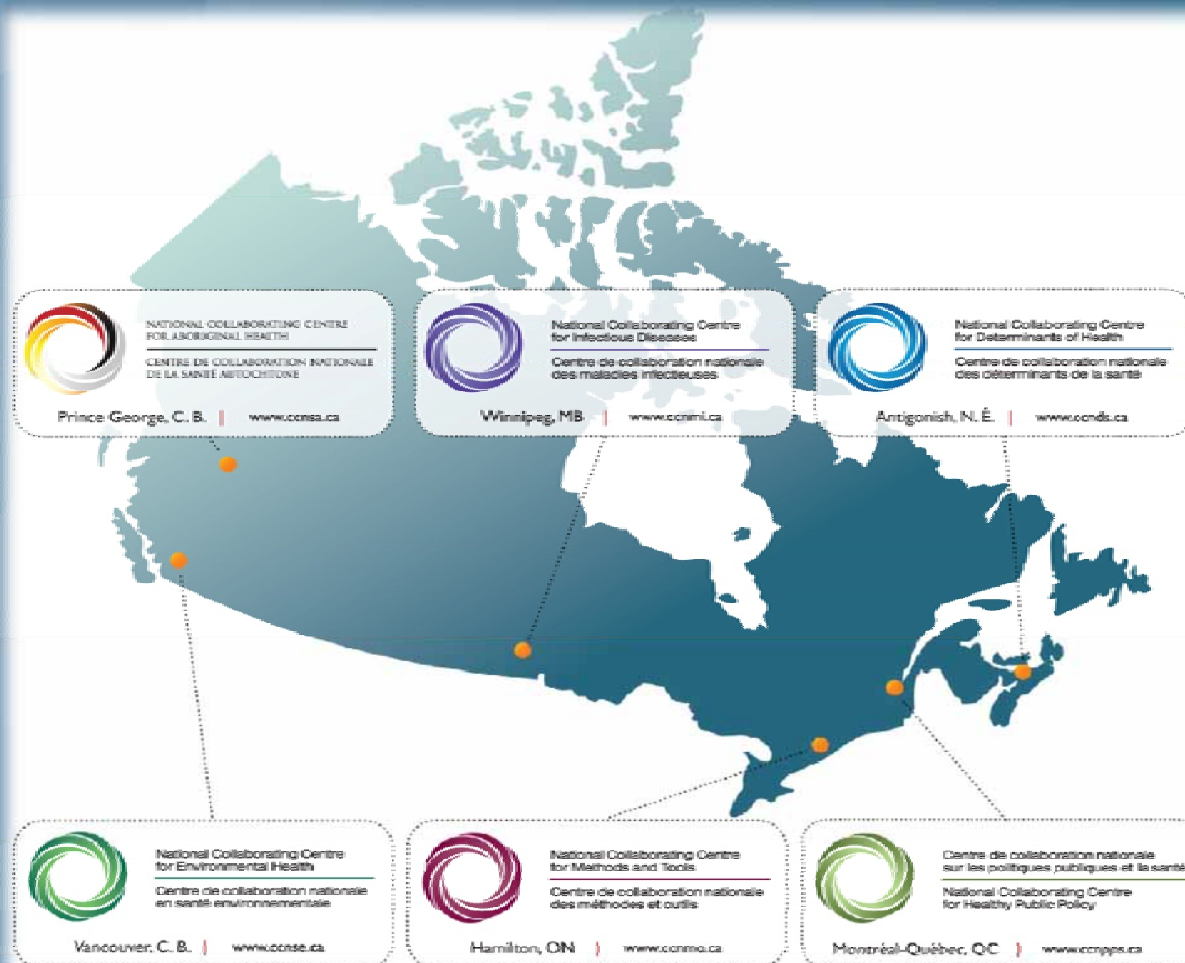 NATIONAL COLLABORATING CENTRE
FOR ABORIGINAL HEALTH
CENTRE DE COLLABORATION NATIONALE
DE LA SANTÉ AUTOCHTONE
Prince George, C. B. | www.ccnsa.ca
National Collaborating Centre
for Infectious Diseases
Centre de collaboration nationale
des maladies infectieuses
Winnipeg, MB | www.ccnmi.ca
National Collaborating Centre
for Determinants of Health
Centre de collaboration nationale
des déterminants de la santé
Antigonish, N. É. | www.ccnds.ca
National Collaborating Centre
for Environmental Health
Centre de collaboration nationale
en santé environnementale
Vancouver, C. B. | www.ccnse.ca
National Collaborating Centre
for Methods and Tools
Centre de collaboration nationale
des méthodes et outils
Hamilton, ON | www.ccnmo.ca
Centre de collaboration nationale
sur les politiques publiques et la santé
National Collaborating Centre
for Healthy Public Policy
Montréal-Québec, QC | www.ccnpps.ca